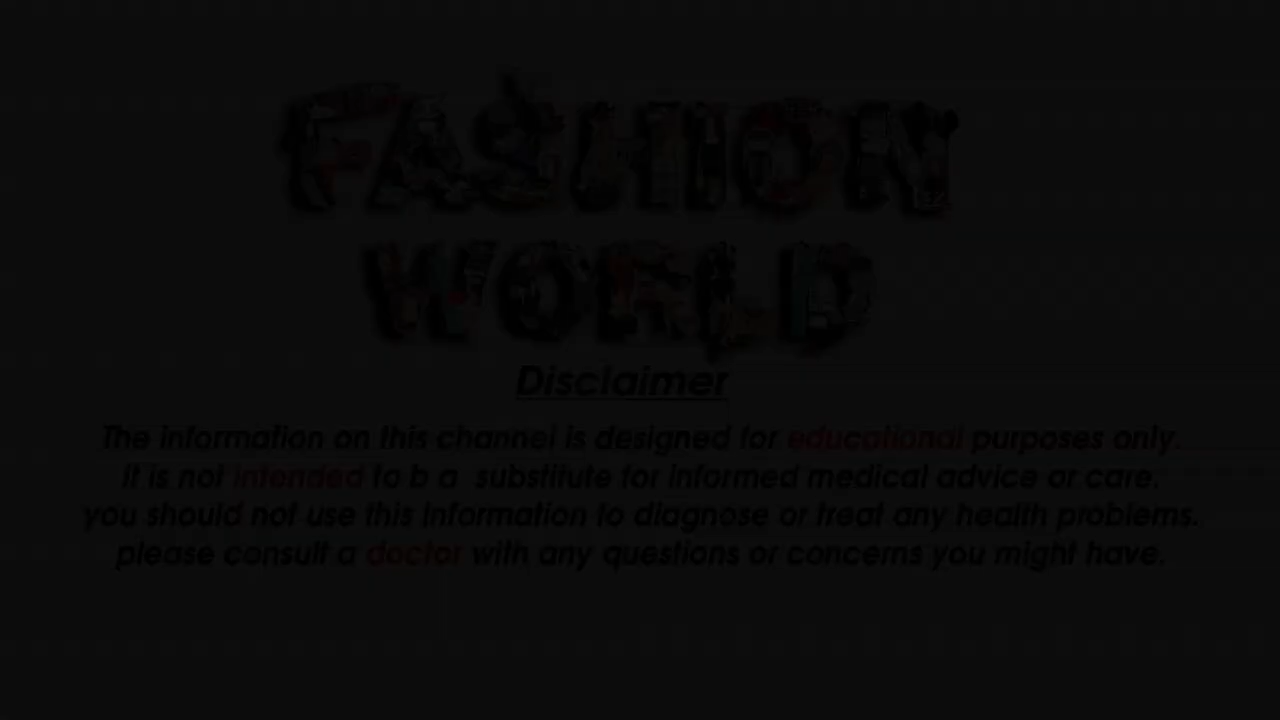 FASHION
WORLD
Disclaimer
The information on this channel is designed for educational purposes only.
It is not intended to b a substitute for informed medical advice or care.
you should not use this information to diagnose or treat any health problems.
please consult a doctor with any questions or concerns you might have.